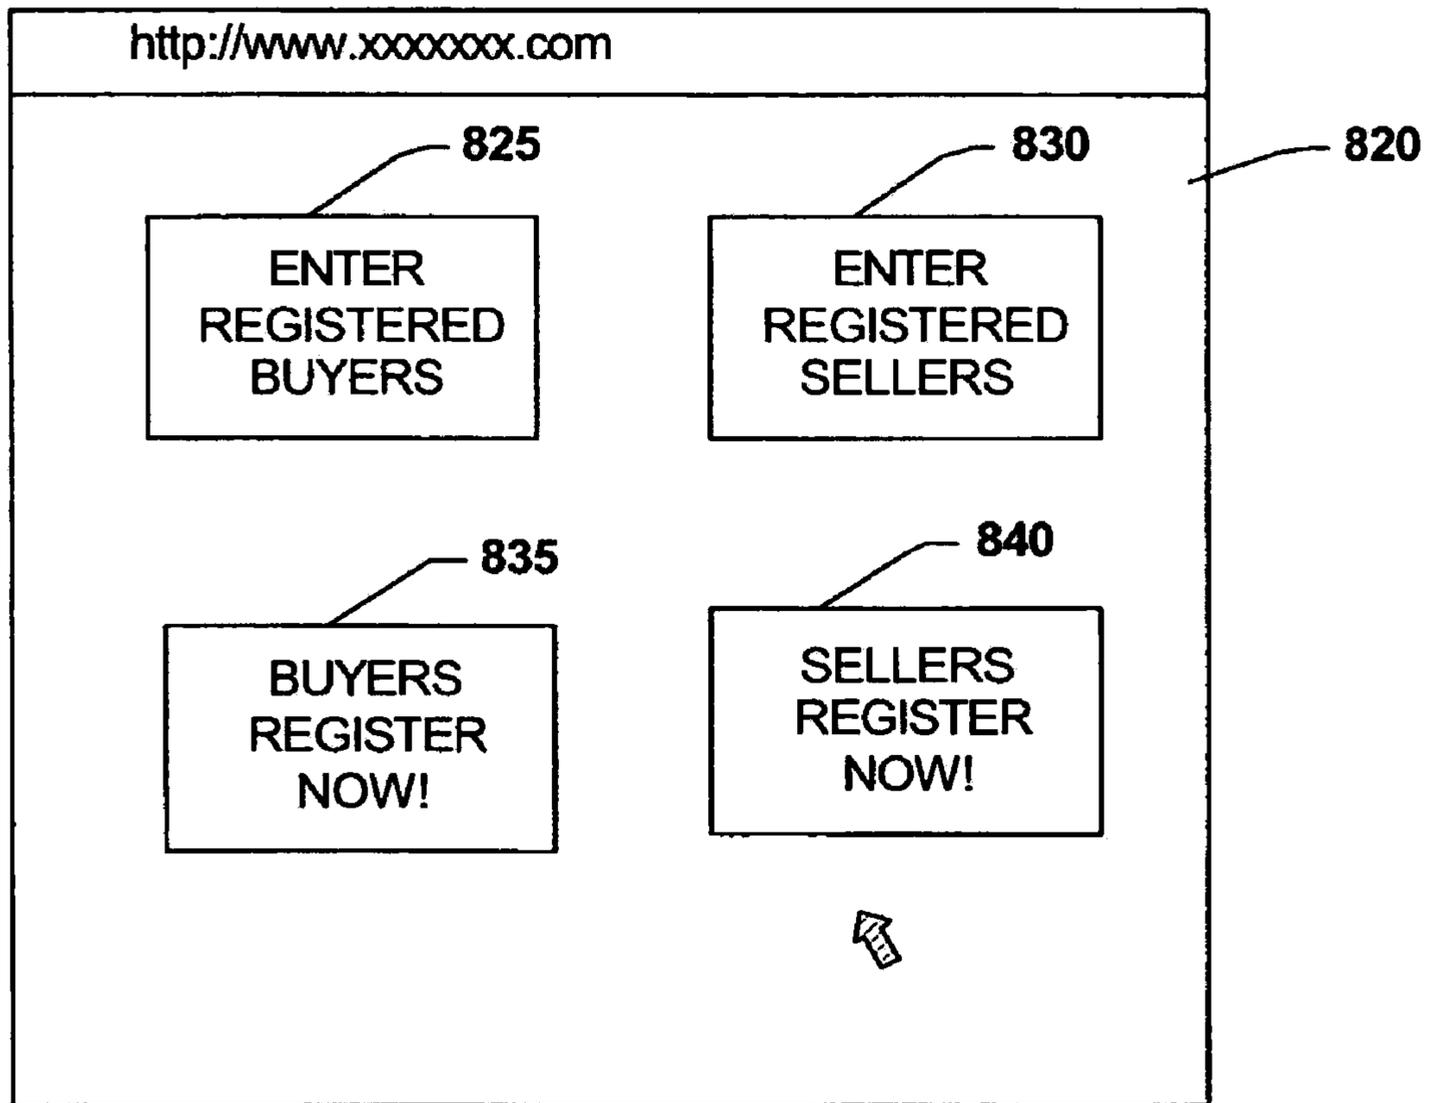 http://www.xxxxxxx.com
825
830
820
ENTER
REGISTERED
BUYERS
ENTER
REGISTERED
SELLERS
835
840
BUYERS
REGISTER
NOW!
SELLERS
REGISTER
NOW!